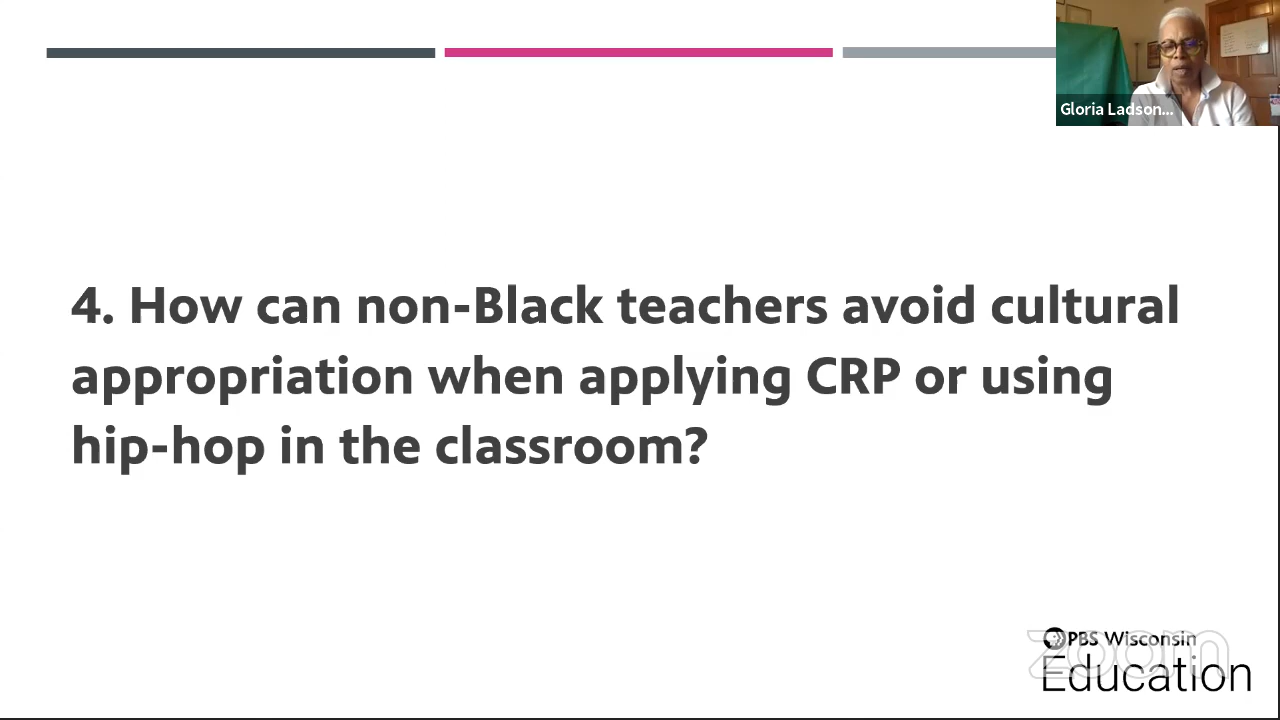 Gloria Ladson...
4. How can non-Black teachers avoid cultural
appropriation when applying CRP or using
hip-hop in the classroom?
PBS Wisconsin
zoom
Education